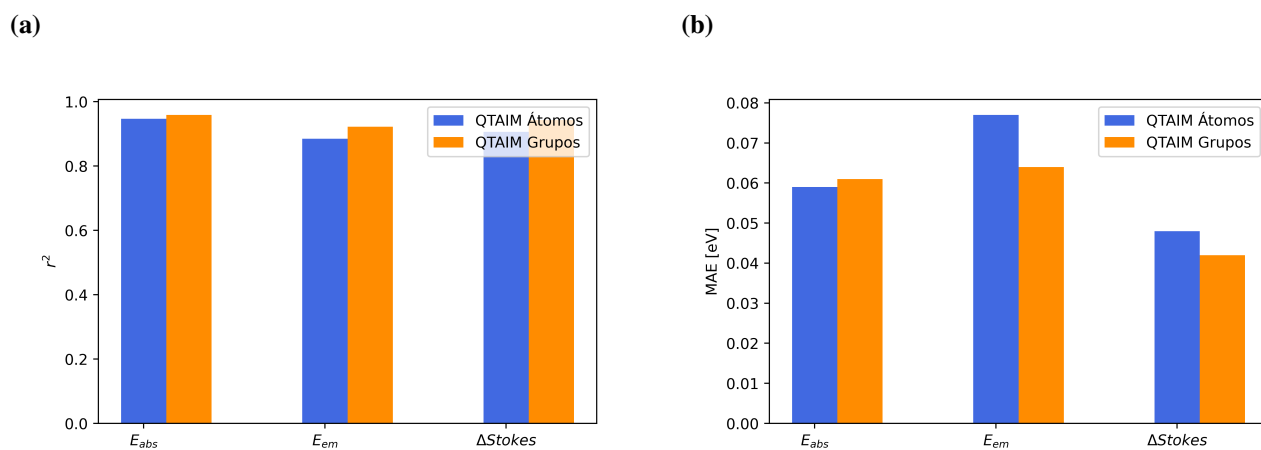 (a)
1.0
0.8
0.6
0.4
0.2
0.0
r²
QTAIM Átomos
QTAIM Grupos
E_abs
E_em
ΔStokes
(b)
0.08
0.07
0.06
0.05
0.04
0.03
0.02
0.01
0.00
MAE [eV]
QTAIM Átomos
QTAIM Grupos
E_abs
E_em
ΔStokes